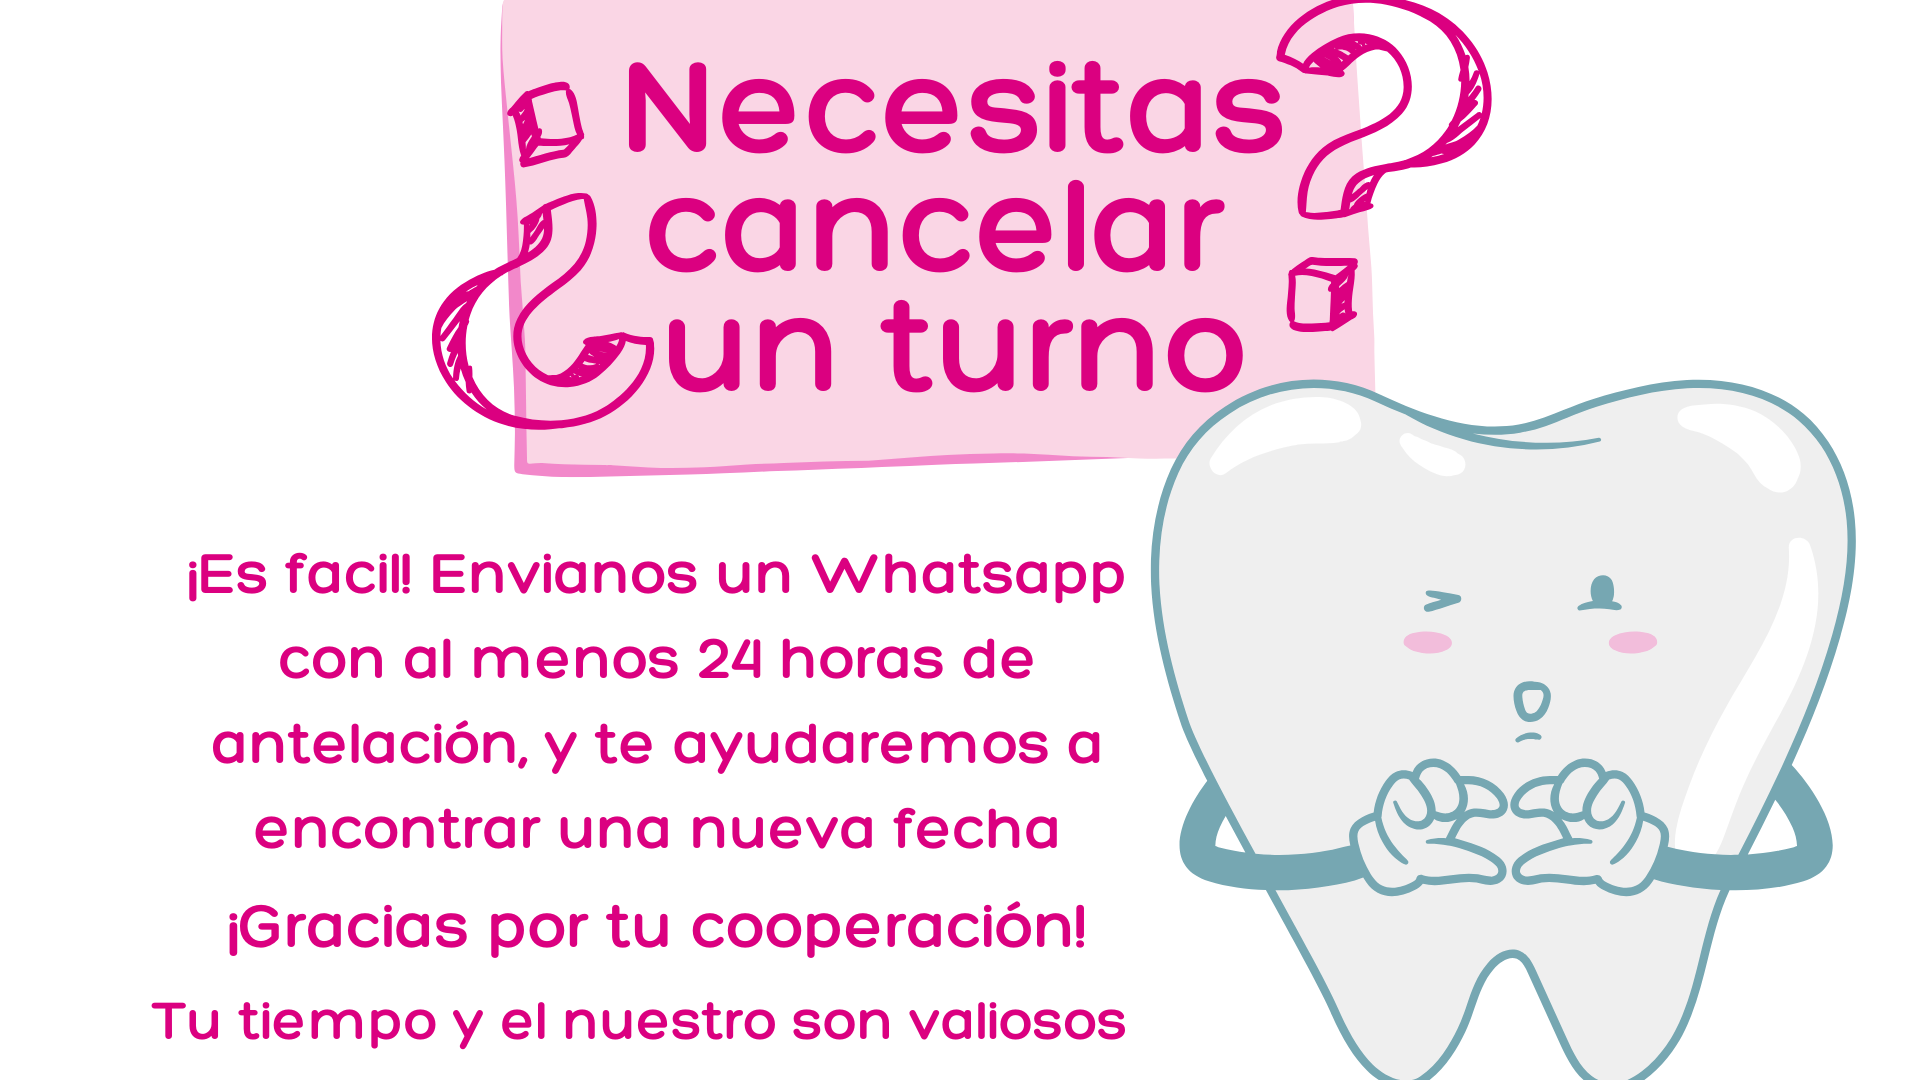 ¿Necesitas?
cancelar
un turno
¡Es facil! Envianos un Whatsapp
con al menos 24 horas de
antelación, y te ayudaremos a
encontrar una nueva fecha
¡Gracias por tu cooperación!
Tu tiempo y el nuestro son valiosos